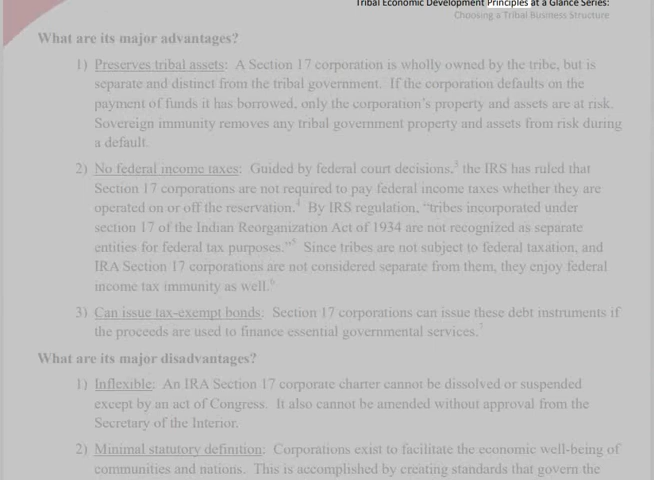 Tribal Economic Development Principles at a Glance Series:
Choosing a Tribal Business Structure
What are its major advantages?
1) Preserves tribal assets: A Section 17 corporation is wholly owned by the tribe, but is
separate and distinct from the tribal government. If the corporation defaults on the
payment of funds it has borrowed, only the corporation's property and assets are at risk.
Sovereign immunity removes any tribal government property and assets from risk during
a default.
2) No federal income taxes: Guided by federal court decisions,3 the IRS has ruled that
Section 17 corporations are not required to pay federal income taxes whether they are
operated on or off the reservation.4 By IRS regulation, “tribes incorporated under
section 17 of the Indian Reorganization Act of 1934 are not recognized as separate
entities for federal tax purposes.”5 Since tribes are not subject to federal taxation, and
IRA Section 17 corporations are not considered separate from them, they enjoy federal
income tax immunity as well.6
3) Can issue tax-exempt bonds: Section 17 corporations can issue these debt instruments if
the proceeds are used to finance essential governmental services.7
What are its major disadvantages?
1) Inflexible: An IRA Section 17 corporate charter cannot be dissolved or suspended
except by an act of Congress. It also cannot be amended without approval from the
Secretary of the Interior.
2) Minimal statutory definition: Corporations exist to facilitate the economic well-being of
communities and nations. This is accomplished by creating standards that govern the